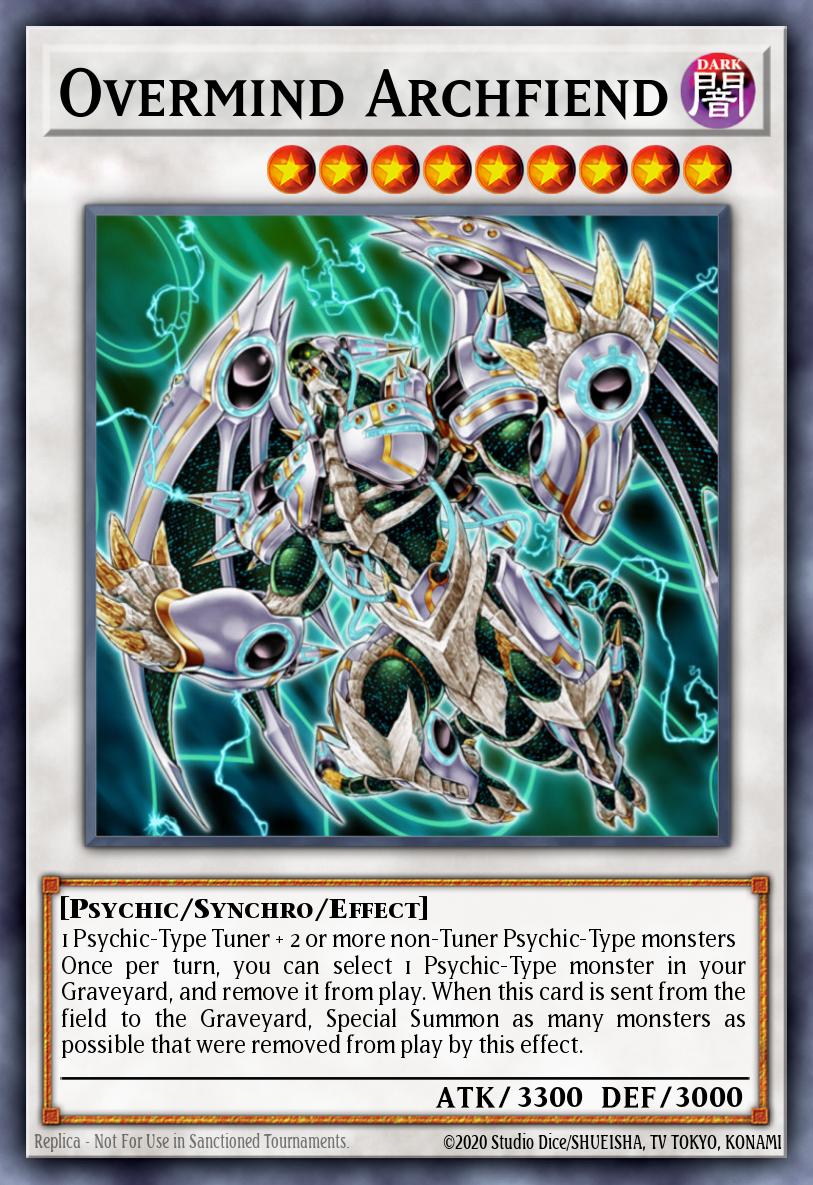 Overmind Archfiend
DARK
闇
[Psychic/Synchro/Effect]
1 Psychic-Type Tuner + 2 or more non-Tuner Psychic-Type monsters
Once per turn, you can select 1 Psychic-Type monster in your
Graveyard, and remove it from play. When this card is sent from the
field to the Graveyard, Special Summon as many monsters as
possible that were removed from play by this effect.
ATK/3300 DEF/3000
Replica - Not For Use in Sanctioned Tournaments. ©2020 Studio Dice/SHUEISHA, TV TOKYO, KONAMI